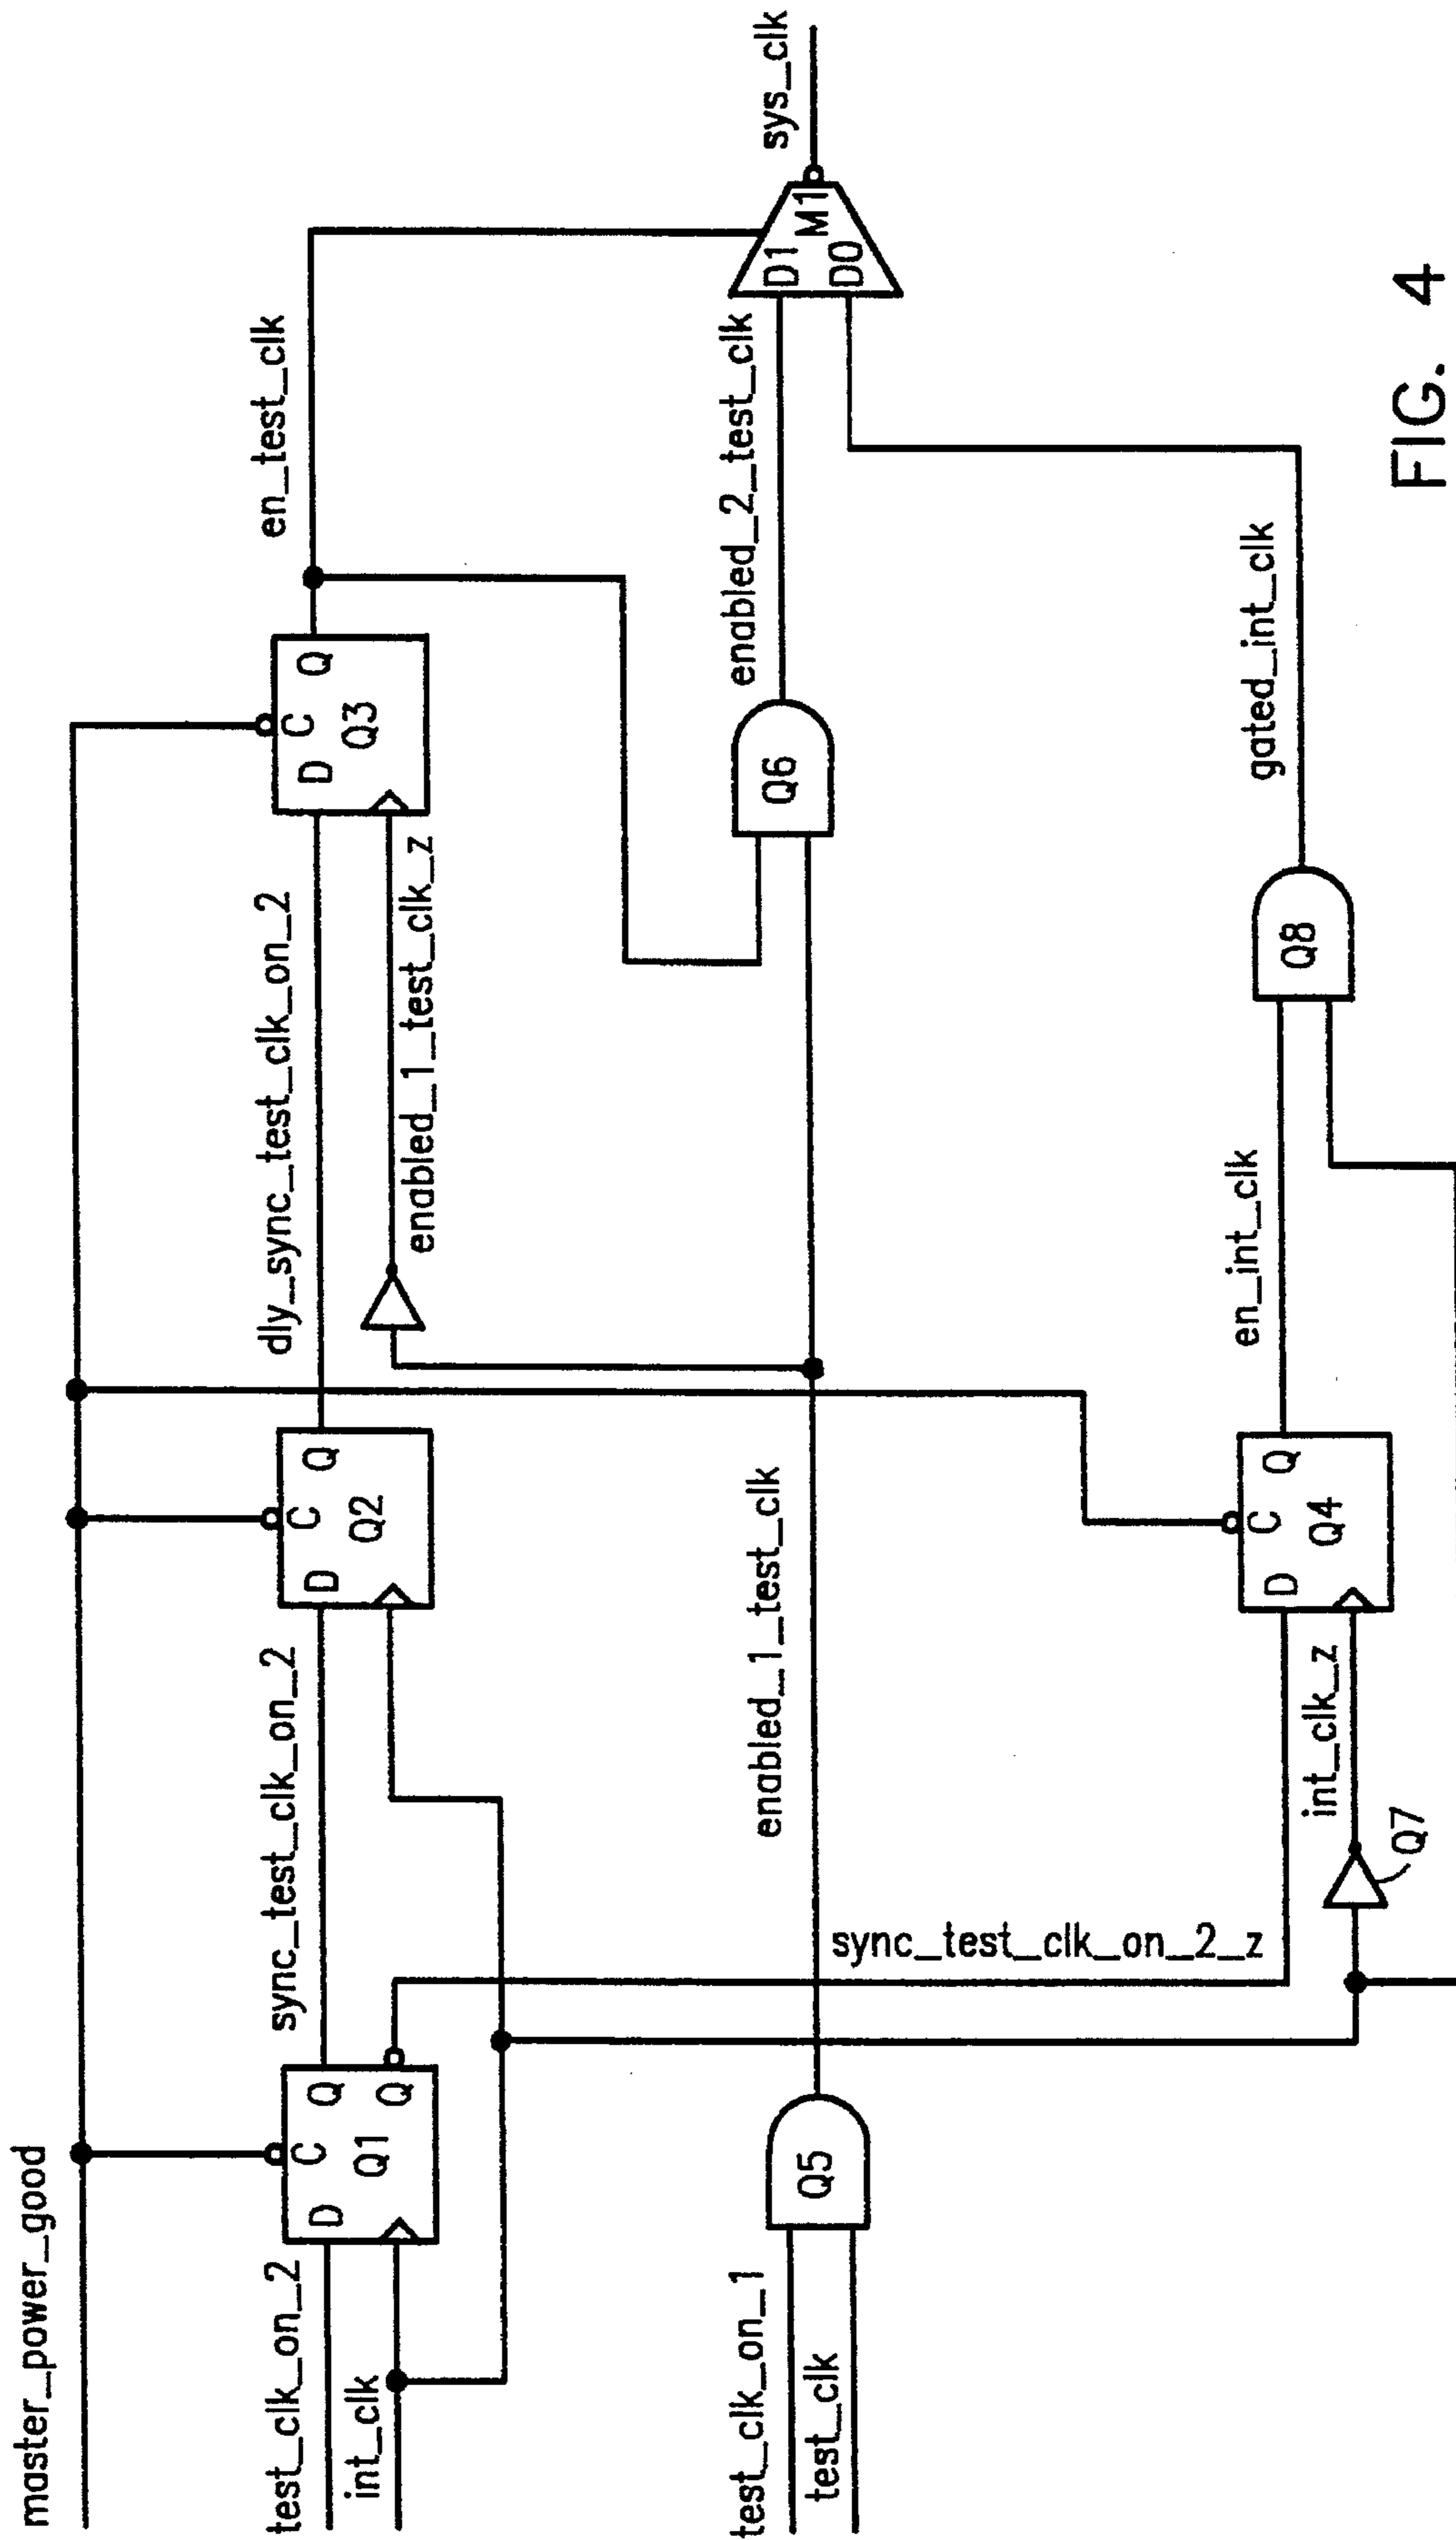 master_power_good
test_clk_on_2
int_clk
D
C
Q
Q
Q1
sync_test_clk_on_2
D
C
Q
Q2
dly_sync_test_clk_on_2
enabled_1_test_clk_z
D
C
Q
Q3
en_test_clk
test_clk_on_1
test_clk
Q5
enabled_1_test_clk
Q6
enabled_2_test_clk
D1
D0
M1
sys_clk
sync_test_clk_on_2_z
Q7
int_clk_z
D
C
Q
Q4
en_int_clk
Q8
gated_int_clk
FIG. 4